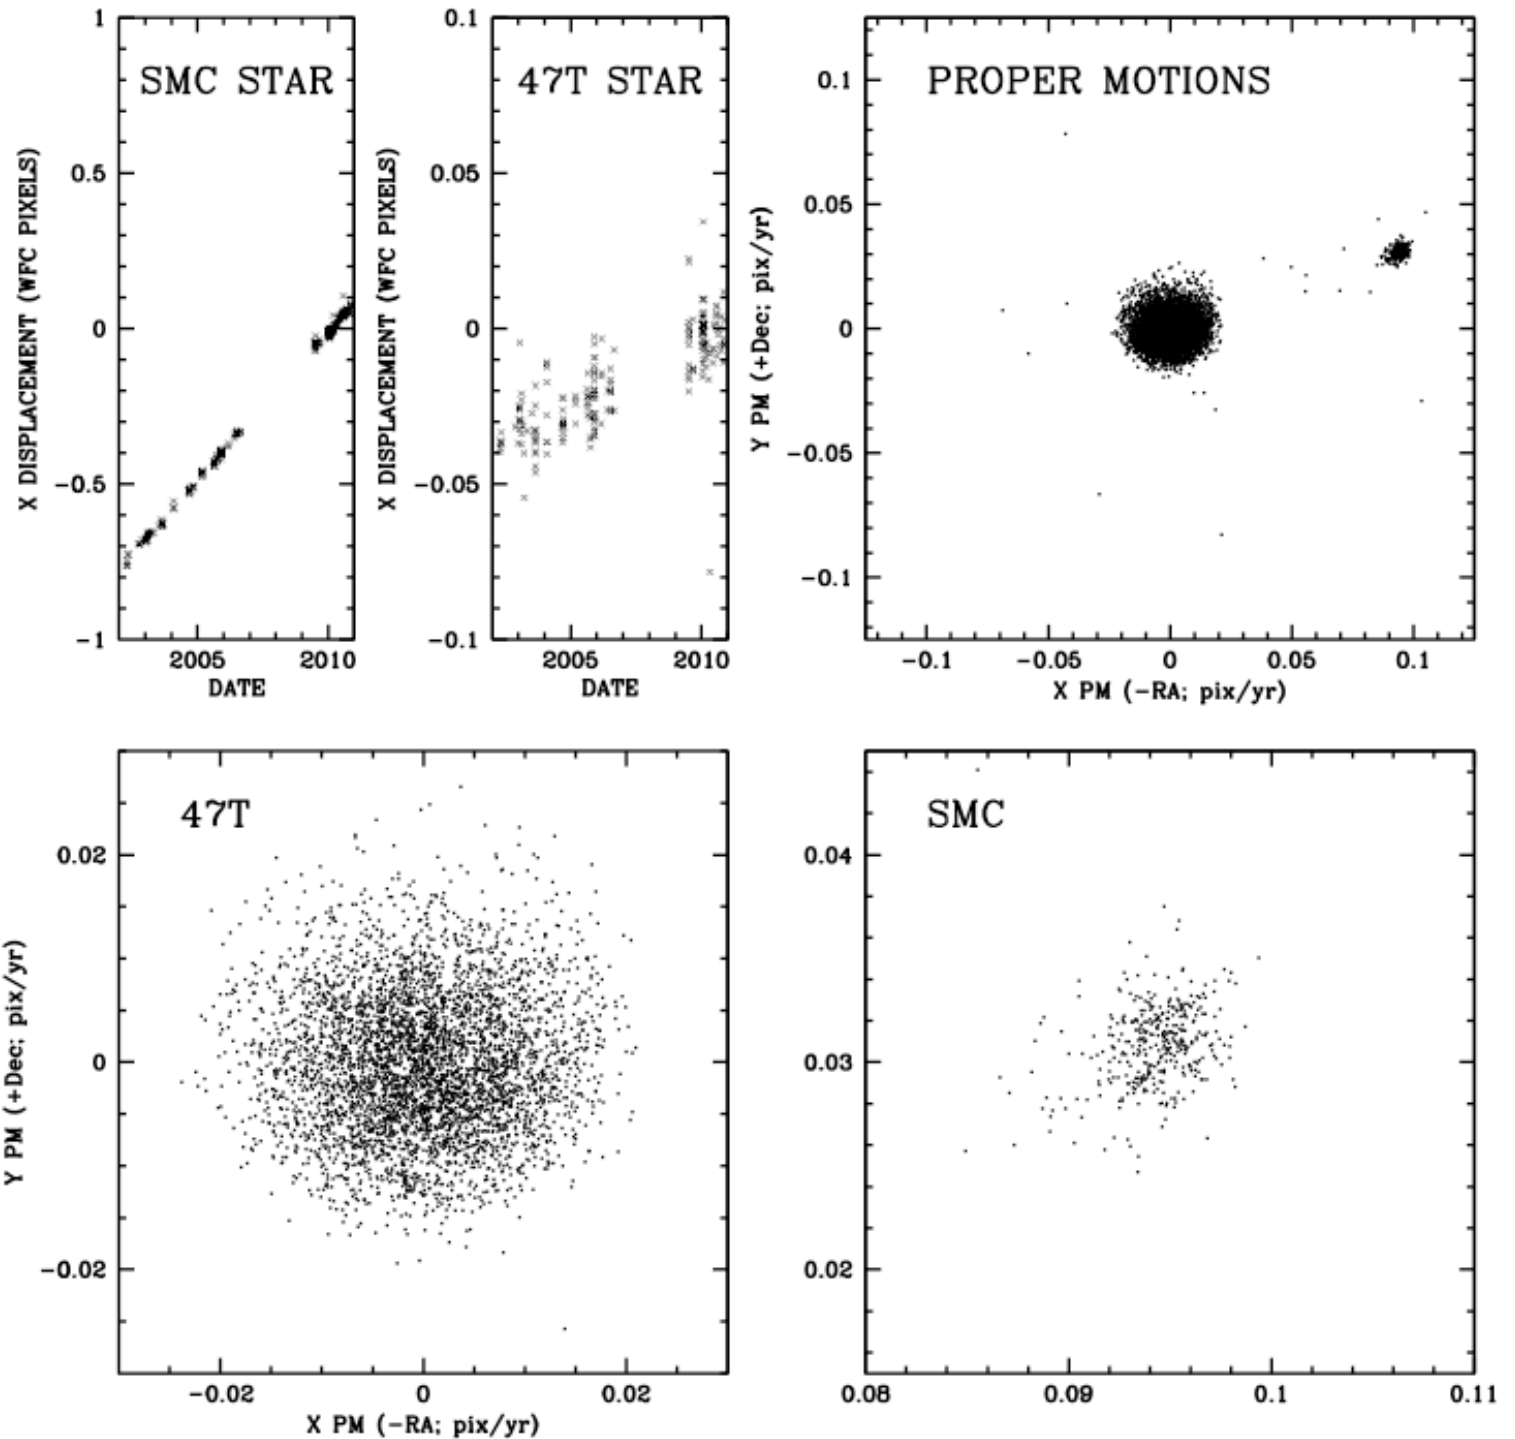 SMC STAR
1
0.5
0
-0.5
-1
X DISPLACEMENT (WFC PIXELS)
2005 2010
DATE
47T STAR
0.1
0.05
0
-0.05
-0.1
X DISPLACEMENT (WFC PIXELS)
2005 2010
DATE
PROPER MOTIONS
0.1
0.05
0
-0.05
-0.1
Y PM (+Dec; pix/yr)
-0.1 -0.05 0 0.05 0.1
X PM (-RA; pix/yr)
47T
0.02
0
-0.02
Y PM (+Dec; pix/yr)
-0.02 0 0.02
X PM (-RA; pix/yr)
SMC
0.04
0.03
0.02
0.08 0.09 0.1 0.11